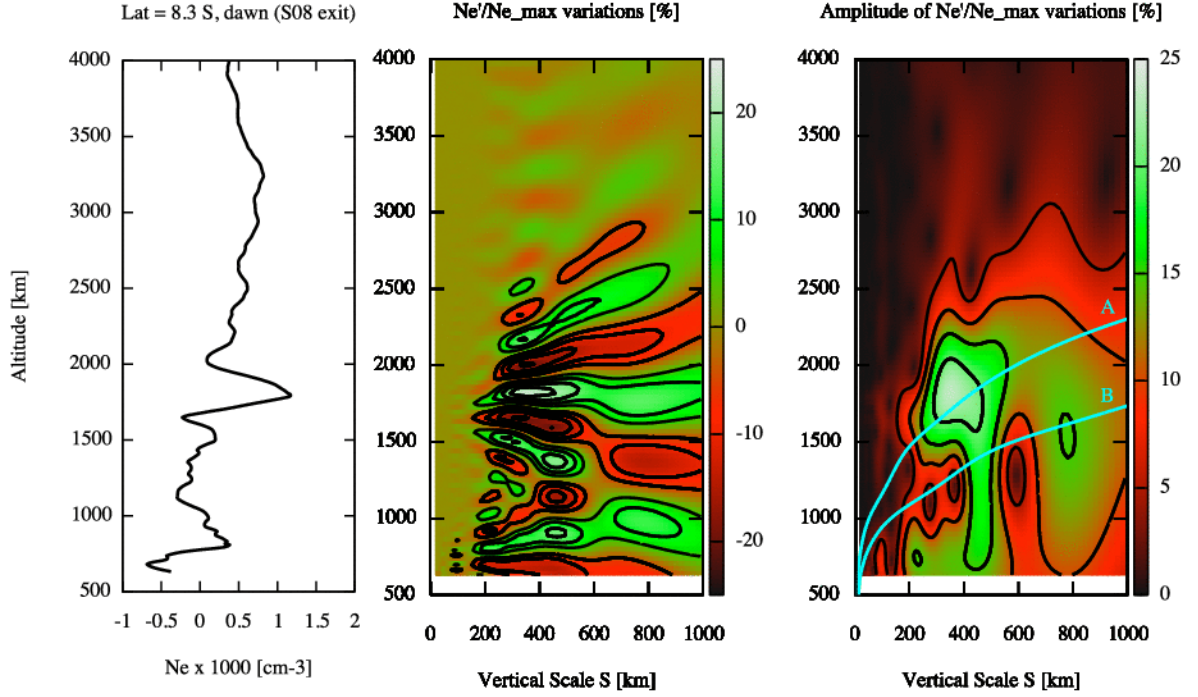 Lat = 8.3 S, dawn (S08 exit)
Ne'/Ne_max variations [%]
Amplitude of Ne'/Ne_max variations [%]
4000
3500
3000
2500
2000
1500
1000
500
Altitude [km]
-1 -0.5 0 0.5 1 1.5 2
Ne x 1000 [cm-3]
4000
3500
3000
2500
2000
1500
1000
500
0 200 400 600 800 1000
Vertical Scale S [km]
20
10
0
-10
-20
4000
3500
3000
2500
2000
1500
1000
500
A
B
0 200 400 600 800 1000
Vertical Scale S [km]
25
20
15
10
5
0